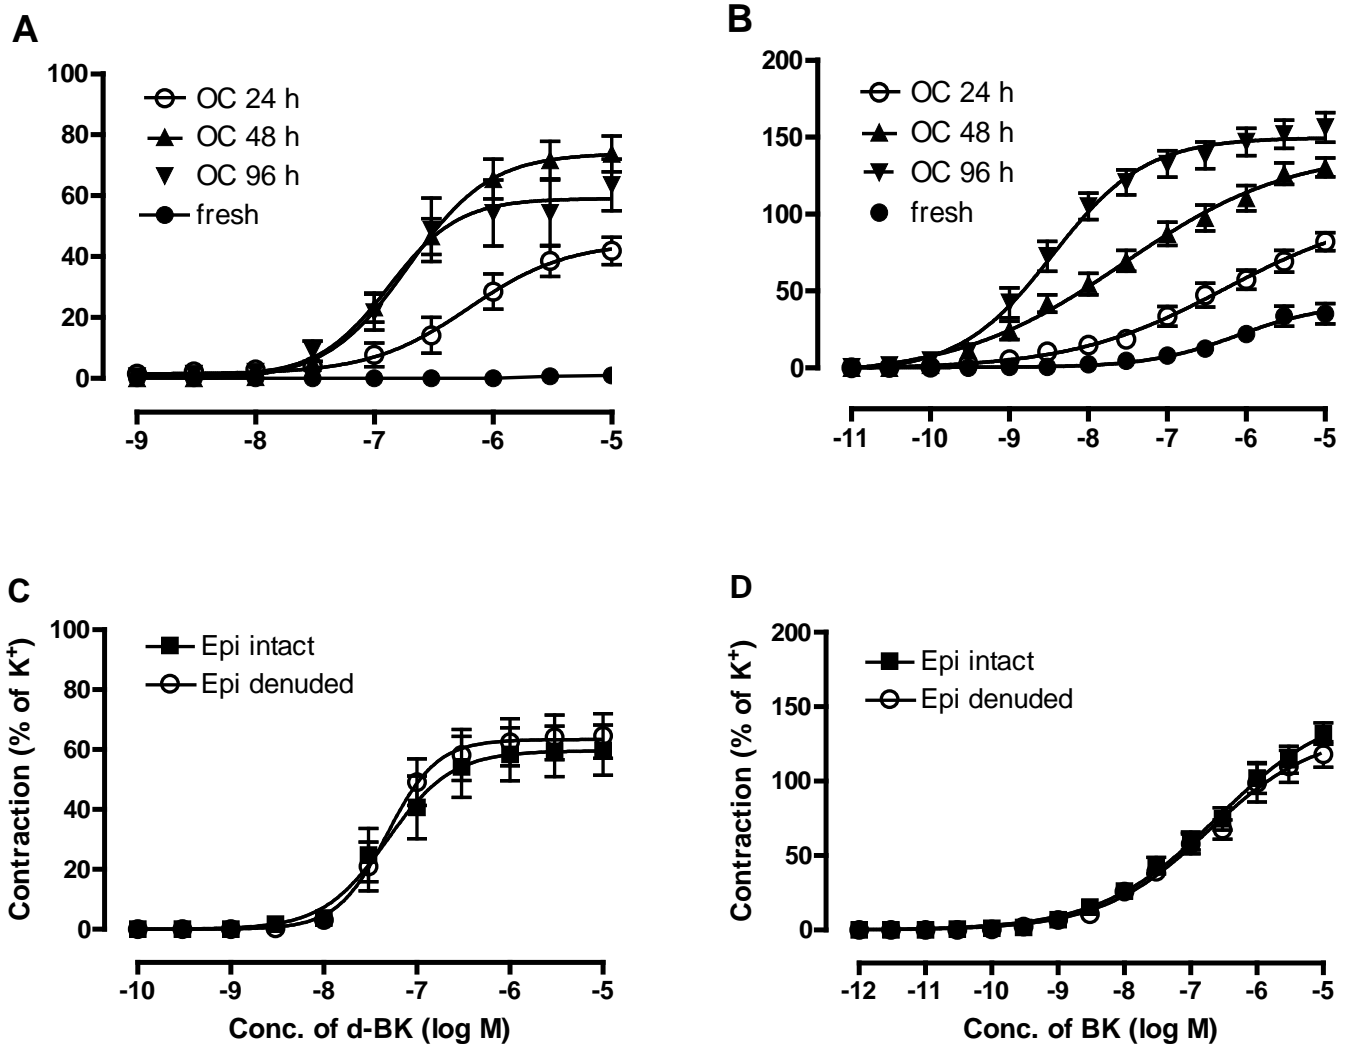 A
100
80
60
40
20
0
OC 24 h
OC 48 h
OC 96 h
fresh
-9 -8 -7 -6 -5
B
200
150
100
50
0
OC 24 h
OC 48 h
OC 96 h
fresh
-11 -10 -9 -8 -7 -6 -5
C
Contraction (% of K⁺)
100
80
60
40
20
0
Epi intact
Epi denuded
-10 -9 -8 -7 -6 -5
Conc. of d-BK (log M)
D
Contraction (% of K⁺)
200
150
100
50
0
Epi intact
Epi denuded
-12 -11 -10 -9 -8 -7 -6 -5
Conc. of BK (log M)